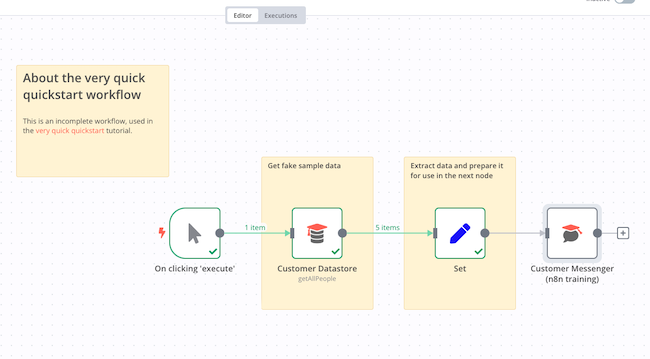 Editor Executions
About the very quick
quickstart workflow
This is an incomplete workflow, used in
the very quick quickstart tutorial.
Get fake sample data
Extract data and prepare it
for use in the next node
1 item
5 items
On clicking 'execute'
Customer Datastore
getAllPeople
Set
Customer Messenger
(n8n training)